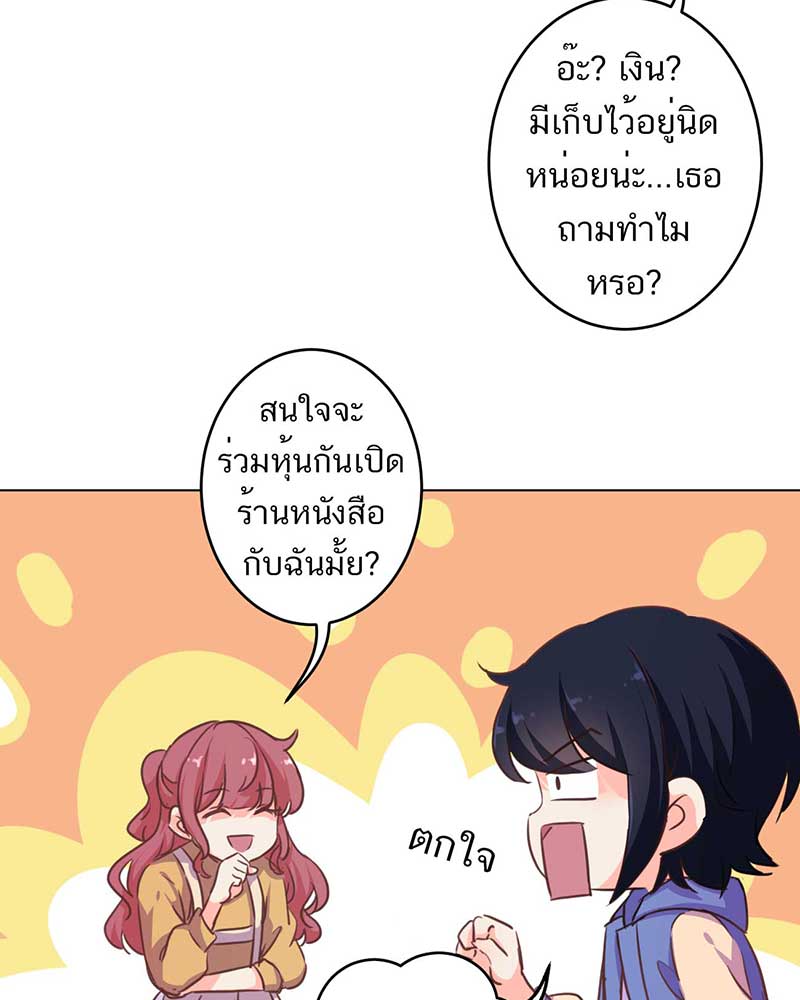 อ๊ะ? เงิน?
มีเก็บไว้อยู่นิด
หน่อยน่ะ...เธอ
ถามทำไม
หรอ?
สนใจจะ
ร่วมหุ้นกันเปิด
ร้านหนังสือ
กับฉันมั้ย?
ตกใจ